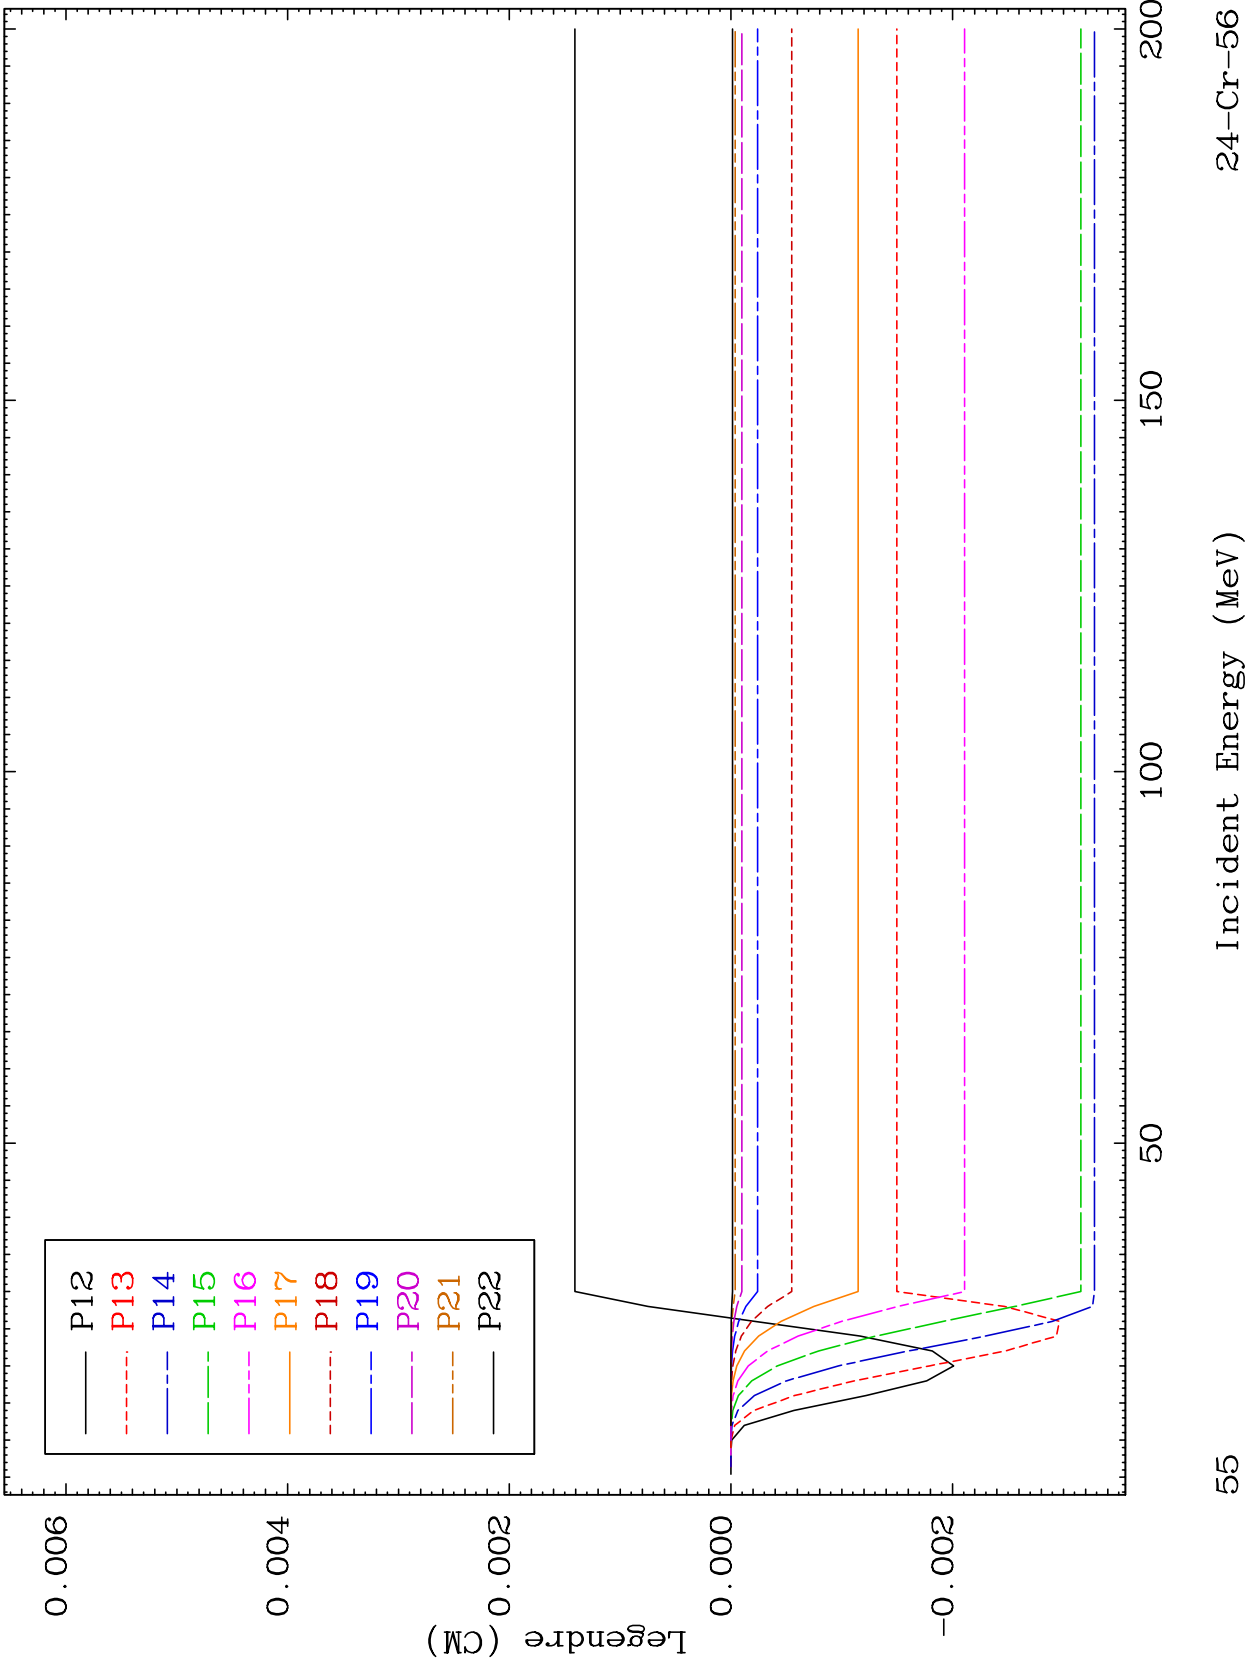 P12
P13
P14
P15
P16
P17
P18
P19
P20
P21
P22
0.006
0.004
0.002
0.000
-0.002
Legendre (CM)
50
100
150
200
Incident Energy (MeV)
55
24-Cr-56